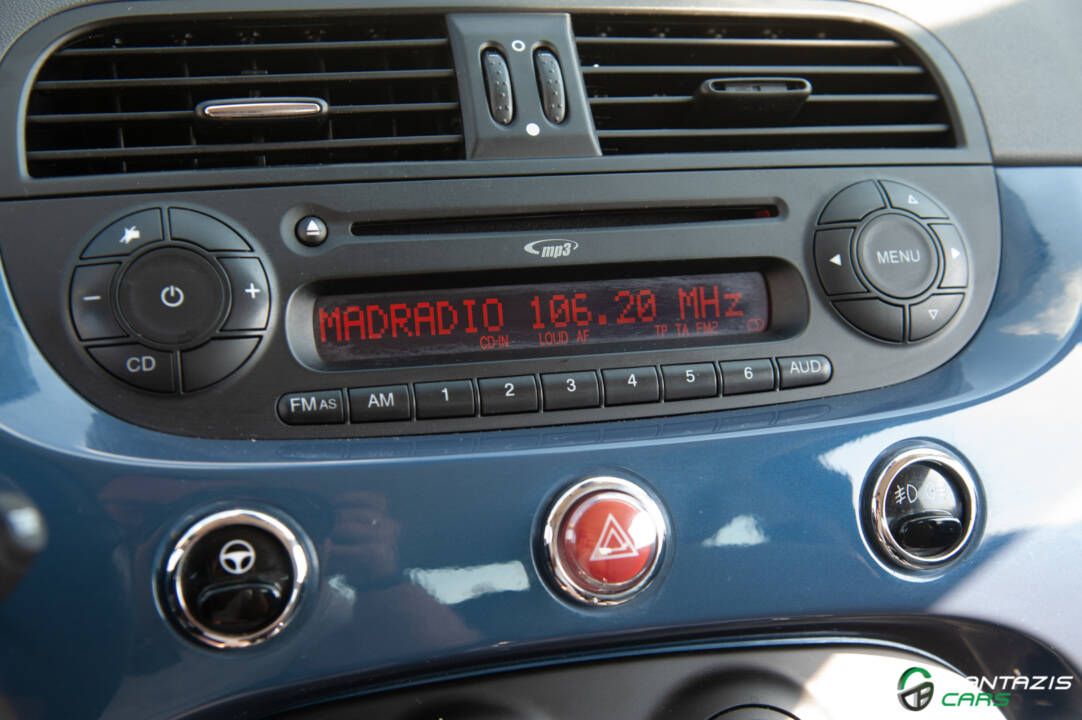 mp3
MENU
MADRADIO 106.20 MHz
CD-IN LOUD AF TP TA FM2
CD
FM AS AM 1 2 3 4 5 6 AUD
CARS